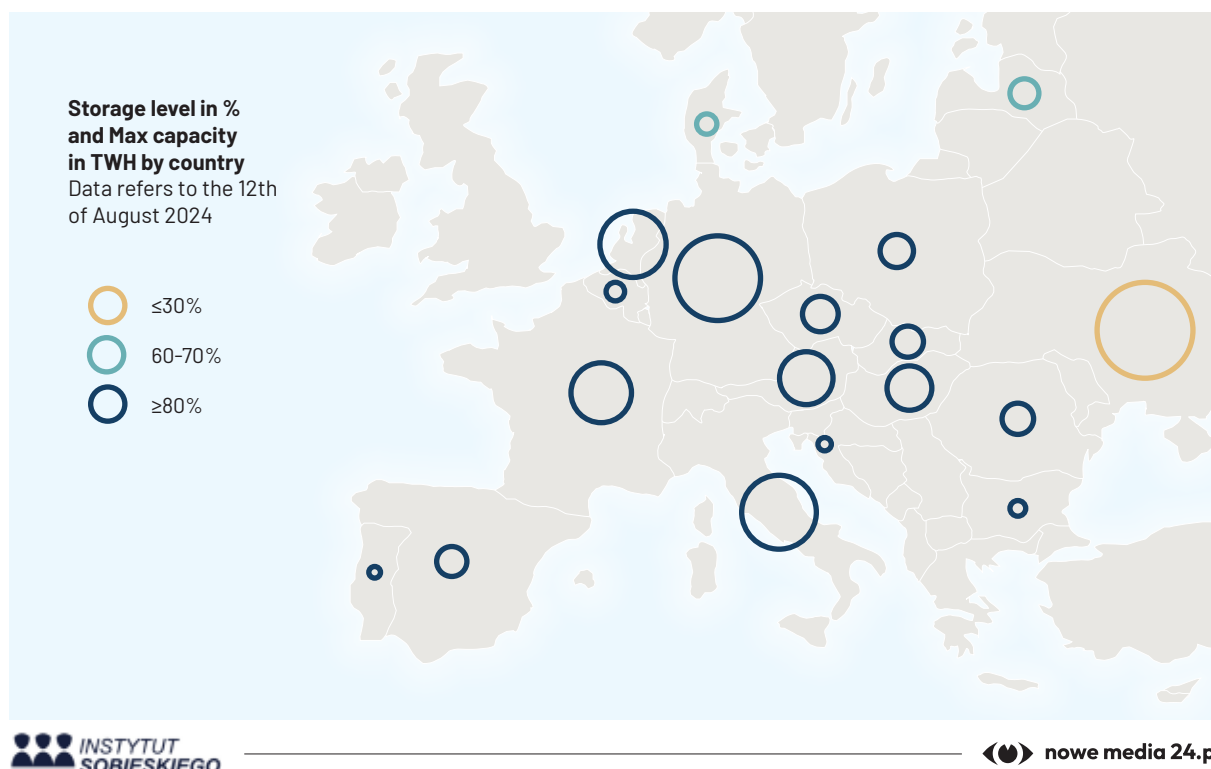 Storage level in %
and Max capacity
in TWH by country
Data refers to the 12th
of August 2024
≤30%
60-70%
≥80%
INSTYTUT
SOBIESKIEGO
nowe media 24.p